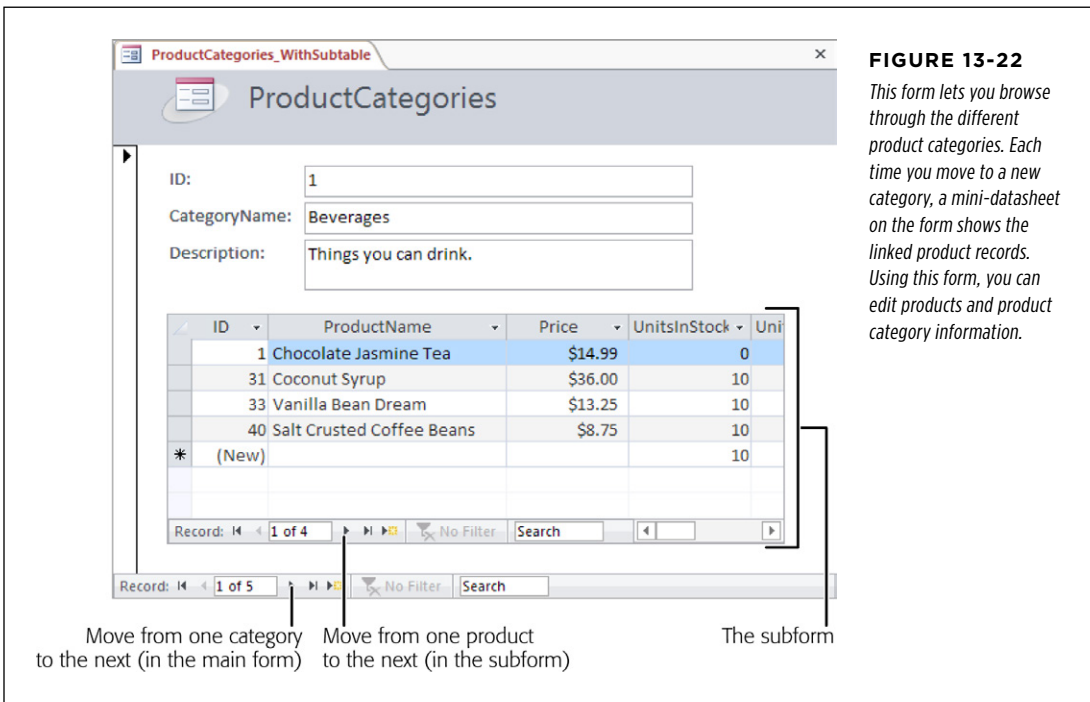 ProductCategories_WithSubtable
ProductCategories
ID:
1
CategoryName:
Beverages
Description:
Things you can drink.
ID ProductName Price UnitsInStock Uni
1 Chocolate Jasmine Tea $14.99 0
31 Coconut Syrup $36.00 10
33 Vanilla Bean Dream $13.25 10
40 Salt Crusted Coffee Beans $8.75 10
* (New) 10
Record: 1 of 4 No Filter Search
Record: 1 of 5 No Filter Search
Move from one category
to the next (in the main form)
Move from one product
to the next (in the subform)
The subform
FIGURE 13-22
This form lets you browse
through the different
product categories. Each
time you move to a new
category, a mini-datasheet
on the form shows the
linked product records.
Using this form, you can
edit products and product
category information.